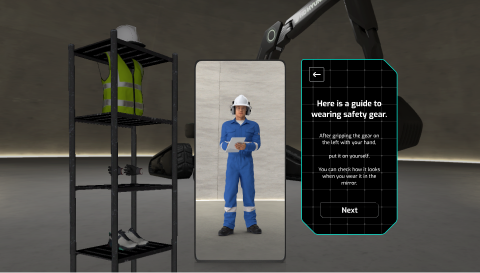 Here is a guide to
wearing safety gear.
After gripping the gear on
the left with your hand,
put it on yourself.
You can check how it looks
when you wear it in the
mirror.
Next